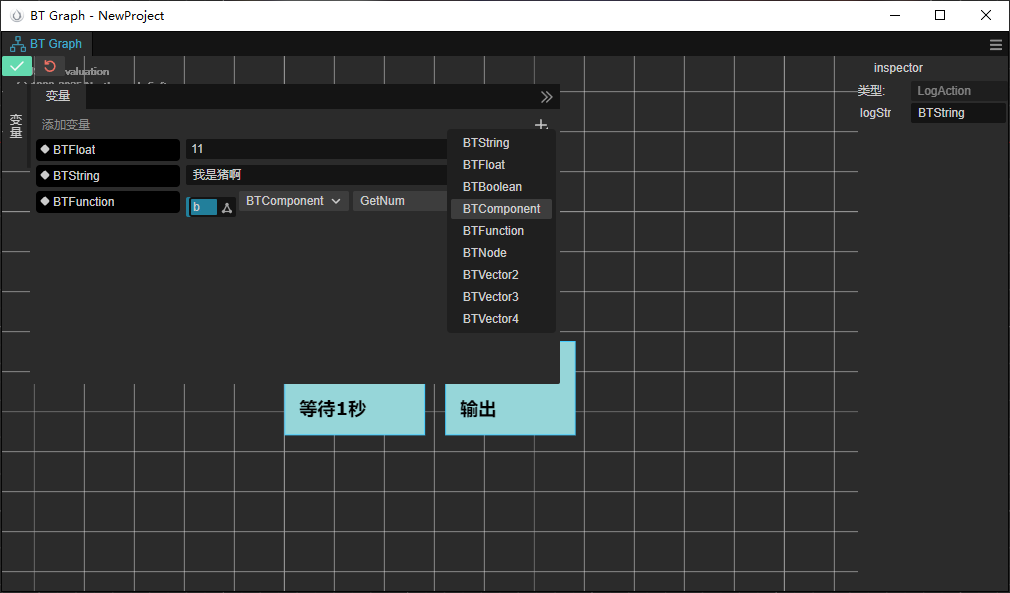 BT Graph - NewProject
BT Graph
valuation
inspector
变量
类型:
LogAction
变量
添加变量
logStr
BTString
BTFloat
11
BTString
我是猪啊
BTFunction
b
BTComponent
GetNum
BTString
BTFloat
BTBoolean
BTComponent
BTFunction
BTNode
BTVector2
BTVector3
BTVector4
等待1秒
输出